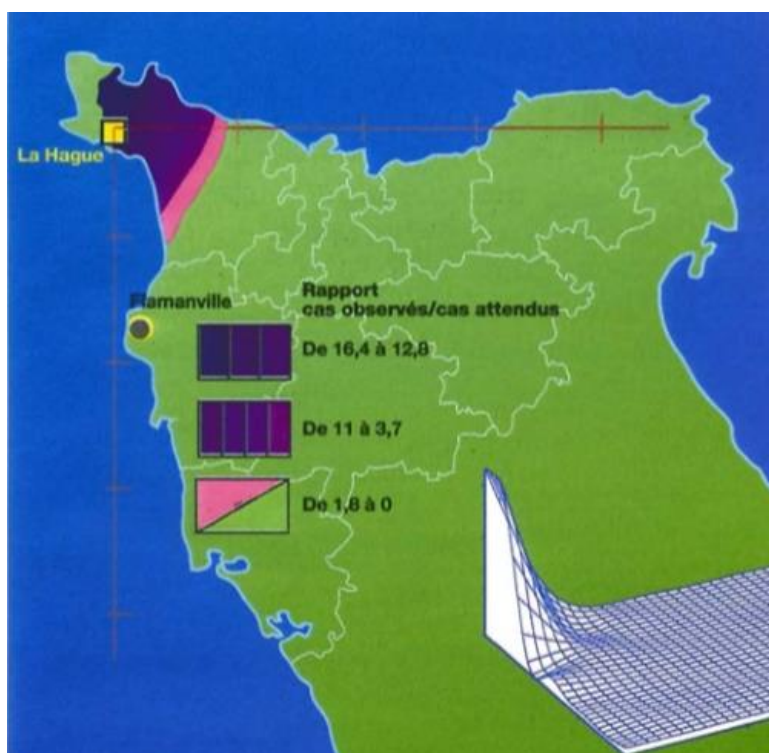 La Hague
Flamanville
Rapport
cas observés/cas attendus
De 16,4 à 12,8
De 11 à 3,7
De 1,8 à 0